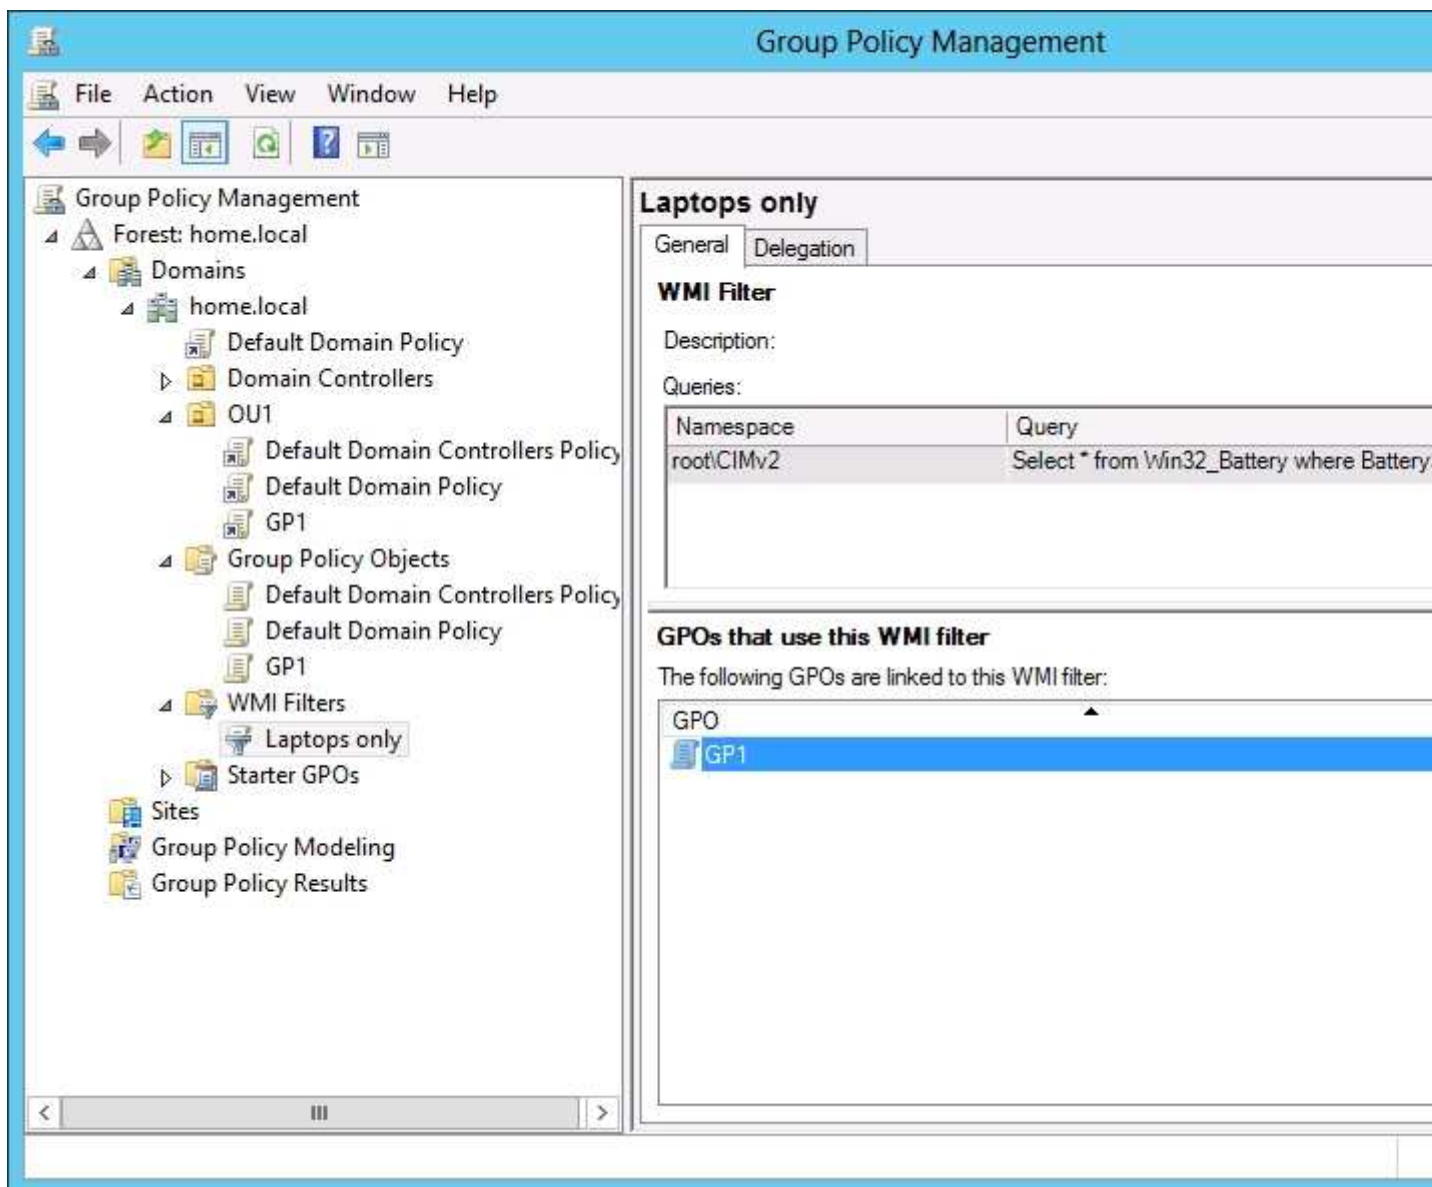 Group Policy Management
File Action View Window Help
Group Policy Management
Forest: home.local
Domains
home.local
Default Domain Policy
Domain Controllers
OU1
Default Domain Controllers Policy
Default Domain Policy
GP1
Group Policy Objects
Default Domain Controllers Policy
Default Domain Policy
GP1
WMI Filters
Laptops only
Starter GPOs
Sites
Group Policy Modeling
Group Policy Results
Laptops only
General Delegation
WMI Filter
Description:
Queries:
Namespace Query
root\CIMv2 Select * from Win32_Battery where Battery
GPOs that use this WMI filter
The following GPOs are linked to this WMI filter:
GPO
GP1